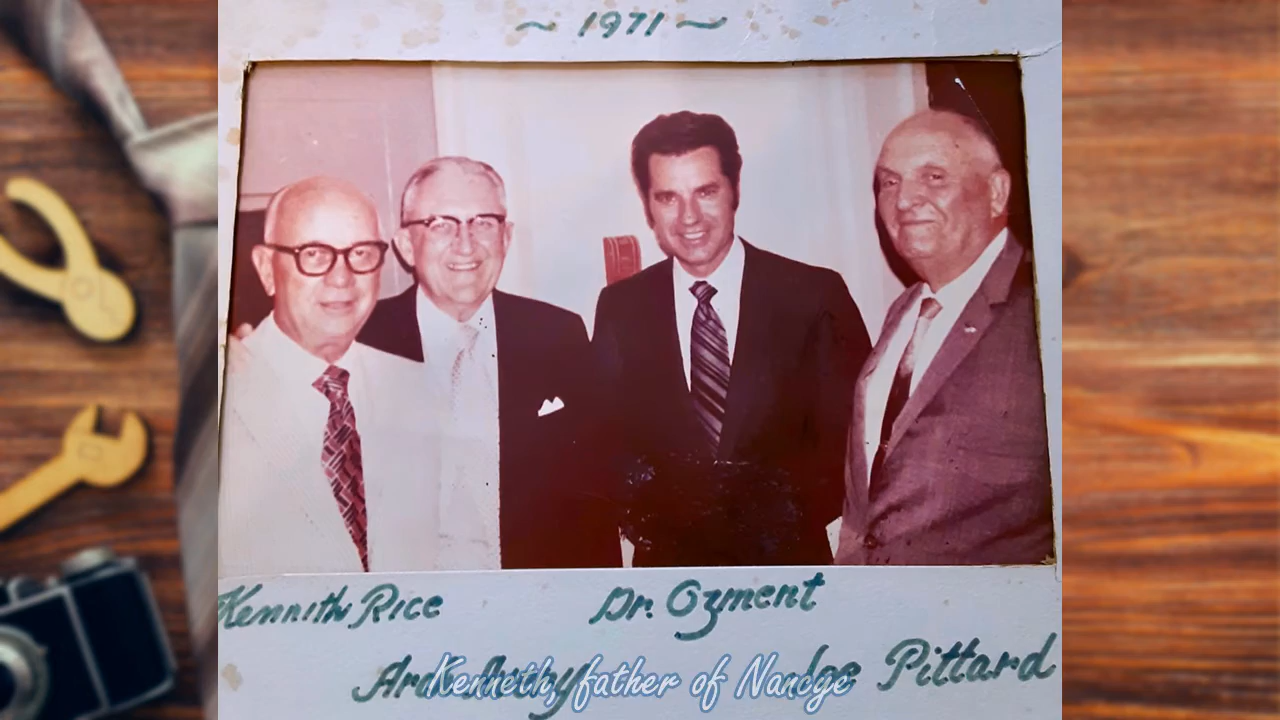 ~ 1971 ~
Kennith Rice
Dr. Ozment
Pittard
Kenneth, father of Nancye